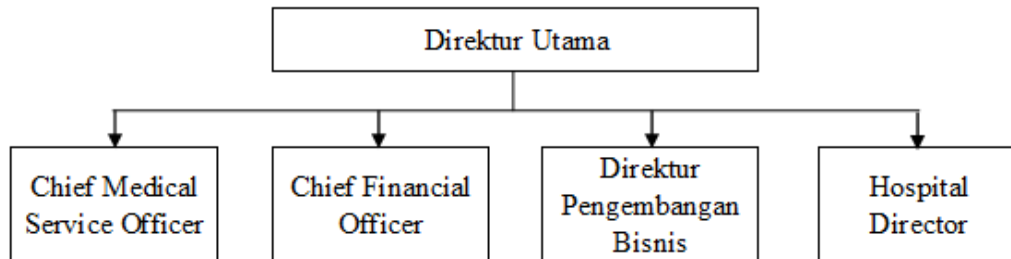 Direktur Utama
Chief Medical
Service Officer
Chief Financial
Officer
Direktur
Pengembangan
Bisnis
Hospital
Director